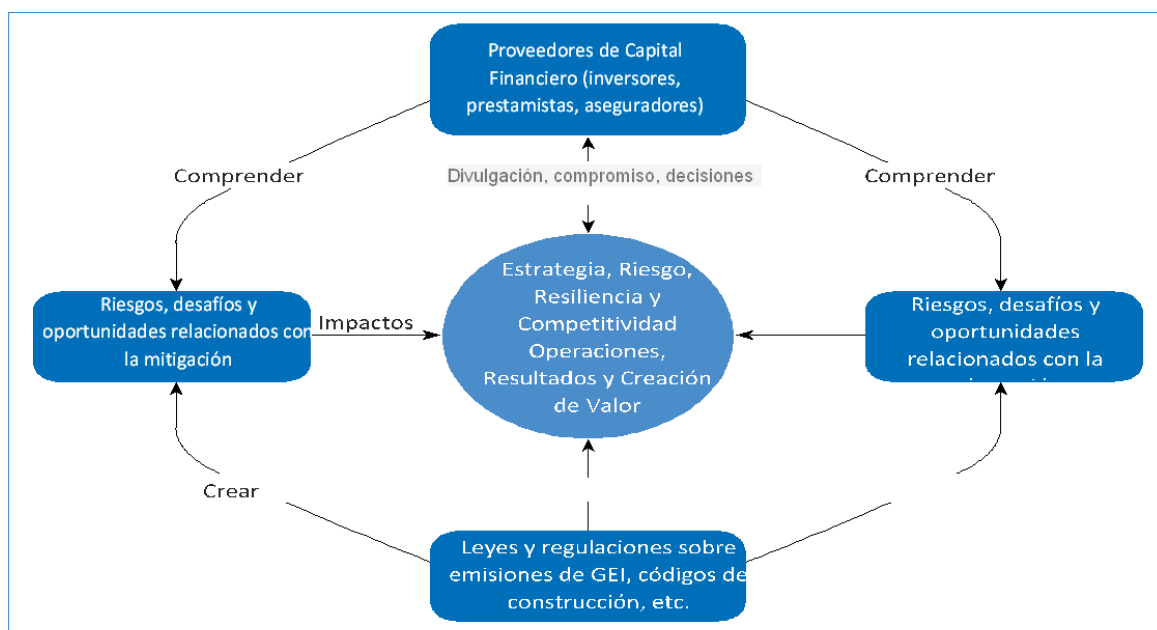 Proveedores de Capital
Financiero (inversores,
prestamistas, aseguradores)
Comprender
Divulgación, compromiso, decisiones
Comprender
Riesgos, desafíos y
oportunidades relacionados con
la mitigación
Impactos
Estrategia, Riesgo,
Resiliencia y
Competitividad
Operaciones,
Resultados y Creación
de Valor
Riesgos, desafíos y
oportunidades
relacionados con la
Crear
Leyes y regulaciones sobre
emisiones de GEI, códigos de
construcción, etc.